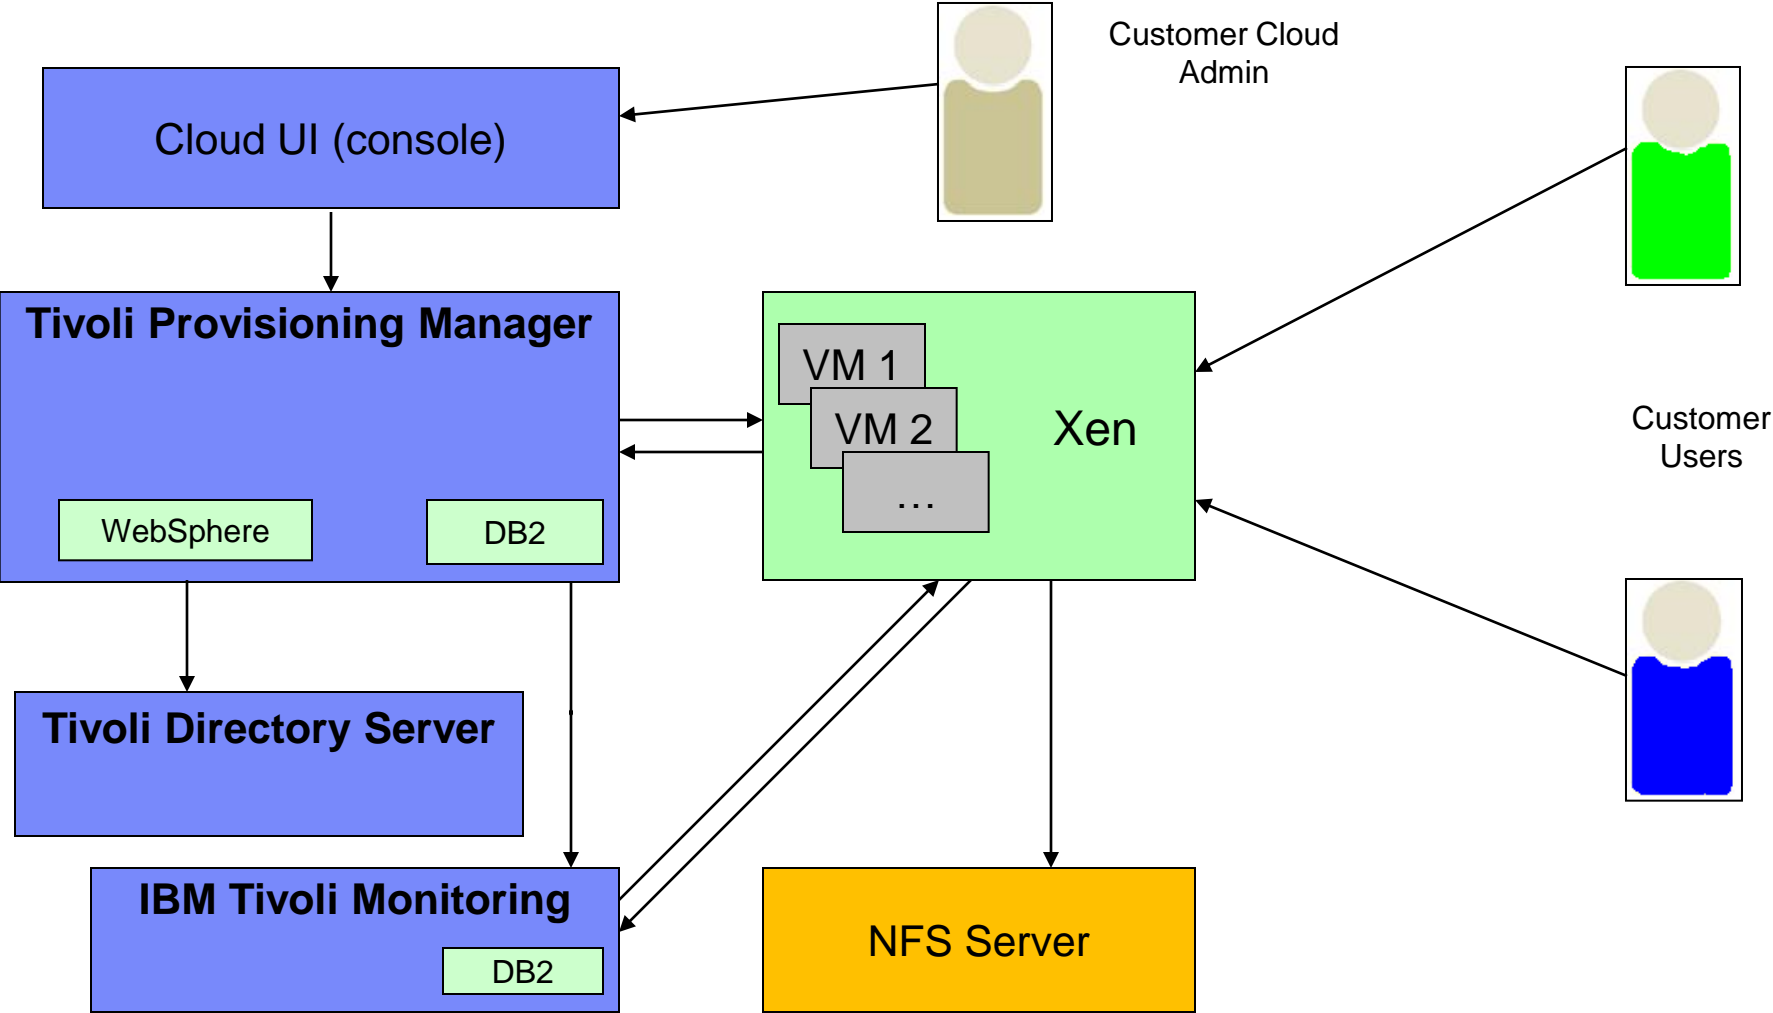 Customer Cloud
Admin
Cloud UI (console)
Tivoli Provisioning Manager
VM 1
VM 2
…
Xen
Customer
Users
WebSphere
DB2
Tivoli Directory Server
IBM Tivoli Monitoring
DB2
NFS Server